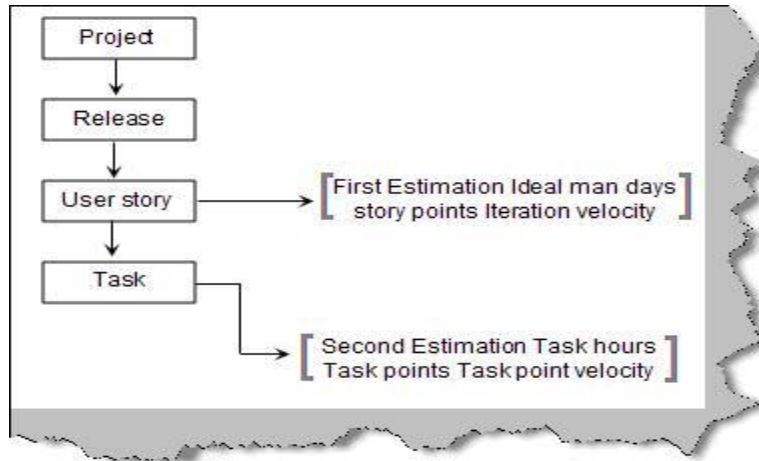 Project
Release
User story
First Estimation Ideal man days
story points Iteration velocity
Task
Second Estimation Task hours
Task points Task point velocity